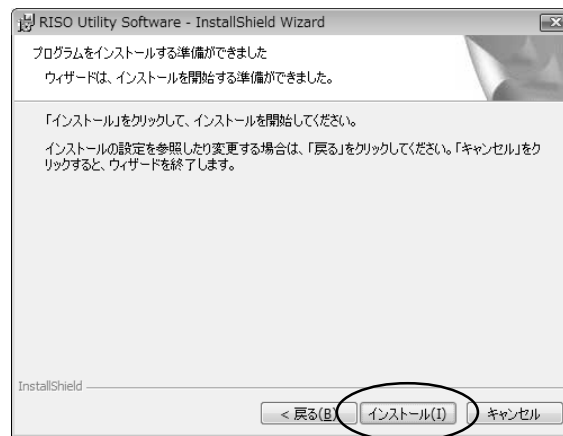 RISO Utility Software - InstallShield Wizard
プログラムをインストールする準備ができました
ウィザードは、インストールを開始する準備ができました。
「インストール」をクリックして、インストールを開始してください。
インストールの設定を参照したり変更する場合は、「戻る」をクリックしてください。「キャンセル」をク
リックすると、ウィザードを終了します。
InstallShield
< 戻る(B) インストール(I) キャンセル